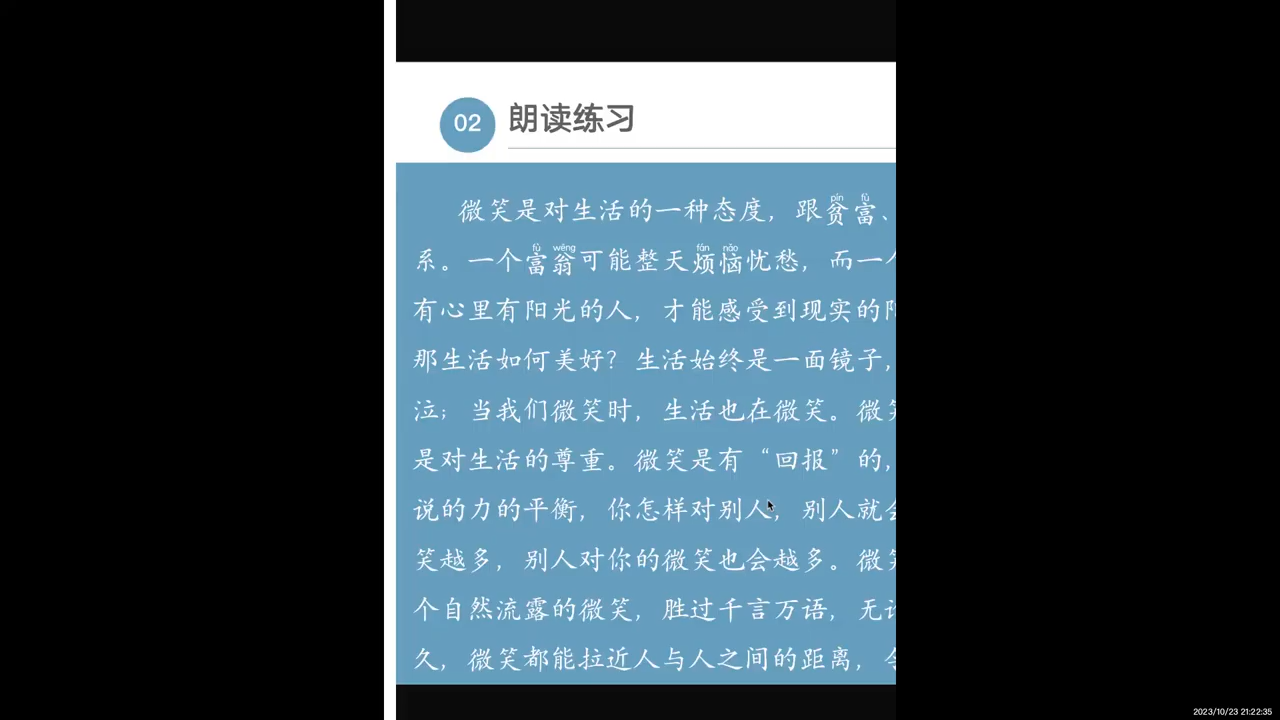 02
朗读练习
微笑是对生活的一种态度，跟贫富、
pín fù
系。一个富翁可能整天烦恼忧愁，而一个
fù wēng fán nǎo
有心里有阳光的人，才能感受到现实的阳
那生活如何美好？生活始终是一面镜子，
泣；当我们微笑时，生活也在微笑。微笑
是对生活的尊重。微笑是有“回报”的，
说的力的平衡，你怎样对别人，别人就会
笑越多，别人对你的微笑也会越多。微笑
个自然流露的微笑，胜过千言万语，无论
久，微笑都能拉近人与人之间的距离，令
2023/10/23 21:22:35